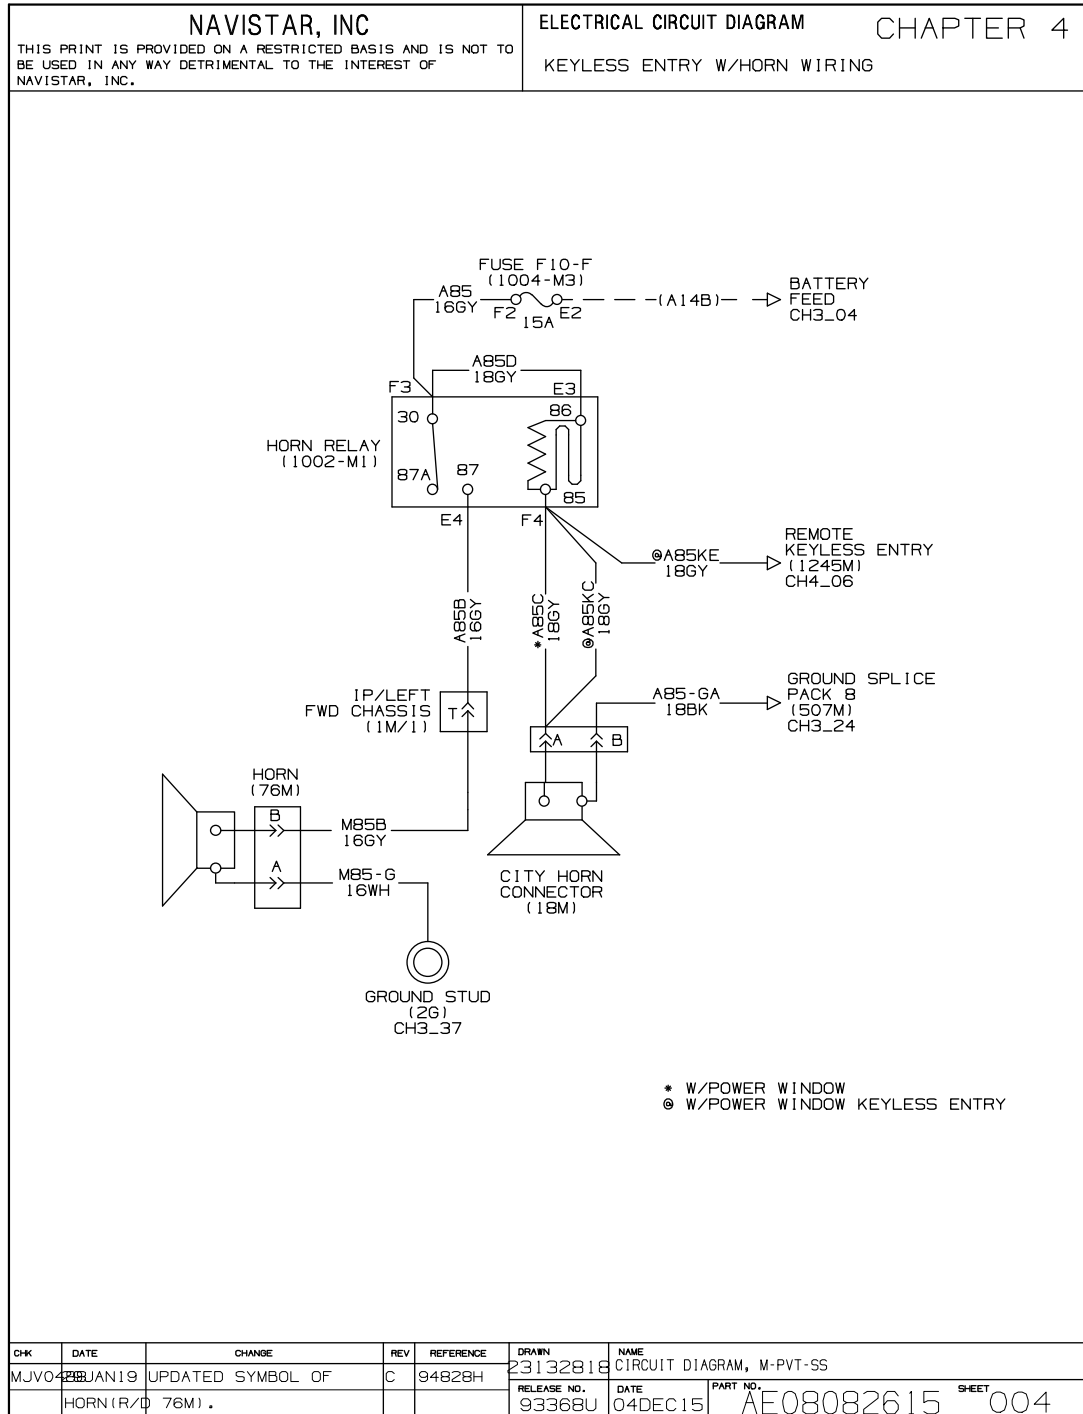 NAVISTAR, INC
THIS PRINT IS PROVIDED ON A RESTRICTED BASIS AND IS NOT TO
BE USED IN ANY WAY DETRIMENTAL TO THE INTEREST OF
NAVISTAR, INC.
ELECTRICAL CIRCUIT DIAGRAM
CHAPTER 4
KEYLESS ENTRY W/HORN WIRING
FUSE F10-F
(1004-M3)
A85
16GY
F2
E2
15A
(A14B)
BATTERY
FEED
CH3_04
A85D
18GY
F3
E3
30
86
HORN RELAY
(1002-M1)
87A
87
85
E4
F4
@A85KE
18GY
REMOTE
KEYLESS ENTRY
(1245M)
CH4_06
A85B
16GY
*A85C
18GY
@A85KC
18GY
IP/LEFT
FWD CHASSIS
(1M/1)
T
A85-GA
18BK
GROUND SPLICE
PACK 8
(507M)
CH3_24
A
B
HORN
(76M)
B
M85B
16GY
A
M85-G
16WH
CITY HORN
CONNECTOR
(18M)
GROUND STUD
(2G)
CH3_37
* W/POWER WINDOW
@ W/POWER WINDOW KEYLESS ENTRY
CHK
DATE
CHANGE
REV
REFERENCE
DRAWN
NAME
UPDATED SYMBOL OF
C
94828H
23132818
CIRCUIT DIAGRAM, M-PVT-SS
HORN(R/D 76M).
RELEASE NO.
93368U
DATE
04DEC15
PART NO.
AE08082615
SHEET
004